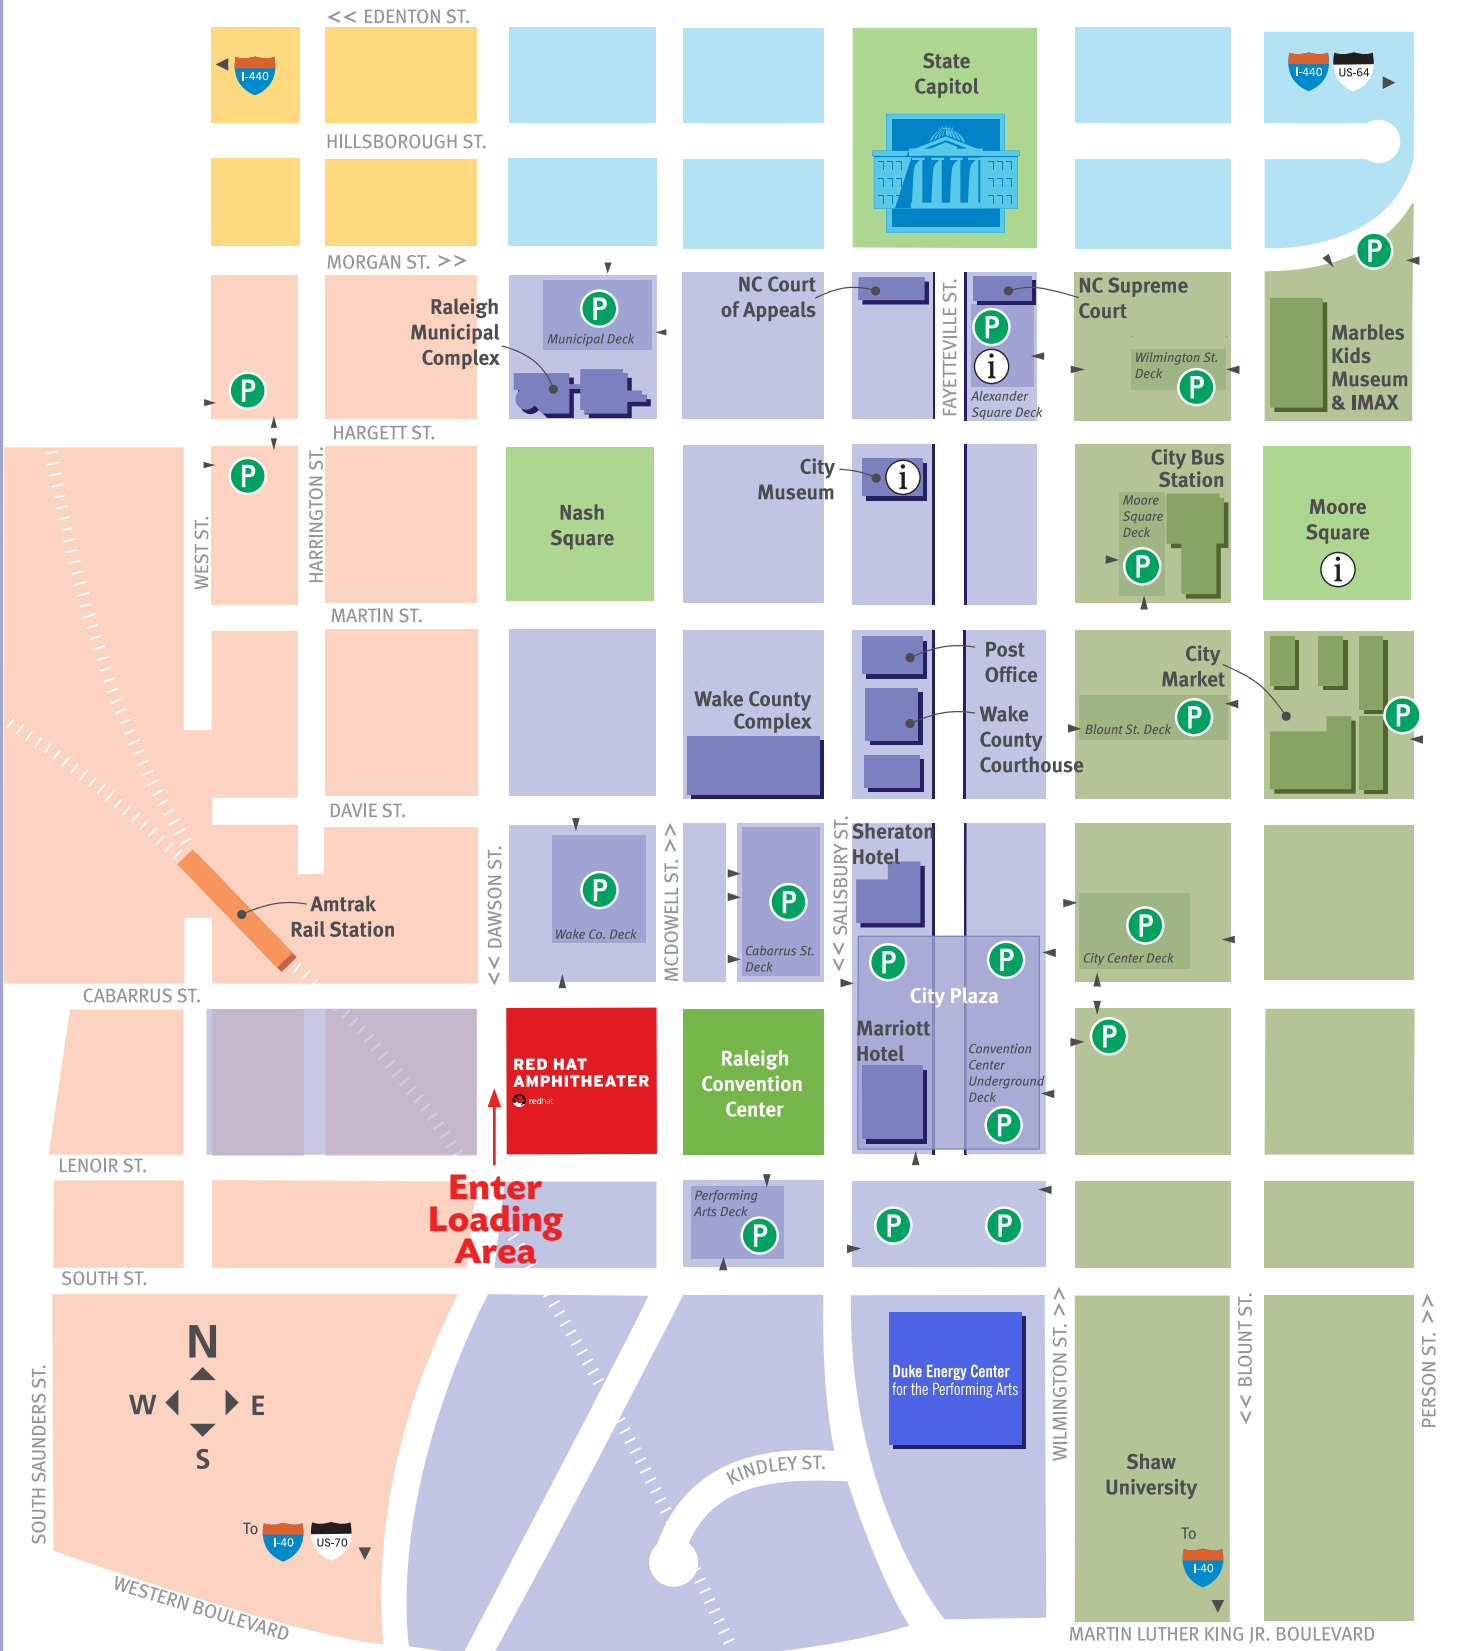 << EDENTON ST.
I-440
State
Capitol
I-440
US-64
HILLSBOROUGH ST.
MORGAN ST. >>
P
Raleigh
Municipal
Complex
P
Municipal Deck
NC Court
of Appeals
FAYETTEVILLE ST.
P
i
Alexander
Square Deck
NC Supreme
Court
Wilmington St.
Deck
P
Marbles
Kids
Museum
& IMAX
P
HARGETT ST.
P
WEST ST.
HARRINGTON ST.
Nash
Square
City
Museum
i
City Bus
Station
Moore
Square
Deck
P
Moore
Square
i
MARTIN ST.
Wake County
Complex
Post
Office
Wake
County
Courthouse
City
Market
Blount St. Deck
P
P
DAVIE ST.
Amtrak
Rail Station
<< DAWSON ST.
P
Wake Co. Deck
MCDOWELL ST. >>
P
Cabarrus St.
Deck
<< SALISBURY ST.
Sheraton
Hotel
P
P
City Plaza
P
City Center Deck
CABARRUS ST.
RED HAT
AMPHITHEATER
redhat
Raleigh
Convention
Center
Marriott
Hotel
Convention
Center
Underground
Deck
P
P
LENOIR ST.
Enter
Loading
Area
Performing
Arts Deck
P
P
P
SOUTH ST.
N
W
E
S
SOUTH SAUNDERS ST.
Duke Energy Center
for the Performing Arts
WILMINGTON ST. >>
<< BLOUNT ST.
PERSON ST. >>
KINDLEY ST.
Shaw
University
To
I-40
US-70
To
I-40
WESTERN BOULEVARD
MARTIN LUTHER KING JR. BOULEVARD